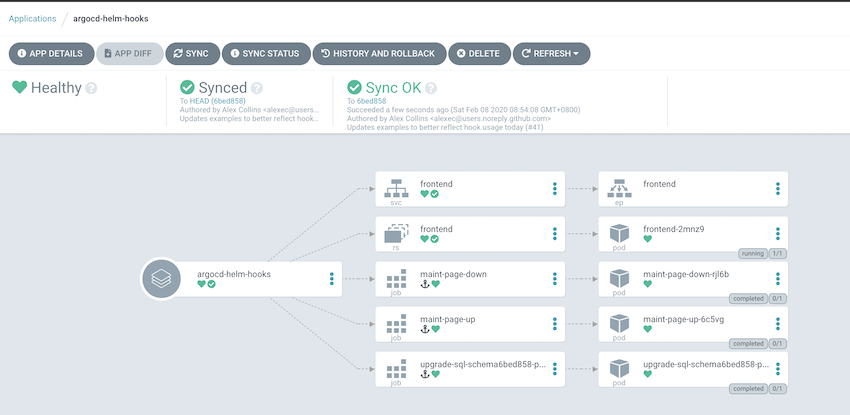 Applications / argocd-helm-hooks
APP DETAILS APP DIFF SYNC SYNC STATUS HISTORY AND ROLLBACK DELETE REFRESH
Healthy ?
Synced ?
To HEAD (6bed858)
Authored by Alex Collins <alexec@users...
Updates examples to better reflect hook...
Sync OK ?
To 6bed858
Succeeded a few seconds ago (Sat Feb 08 2020 08:54:08 GMT+0800)
Authored by Alex Collins <alexec@users.noreply.github.com>
Updates examples to better reflect hook usage today (#41)
argocd-helm-hooks
frontend
svc
frontend
ep
frontend
rs
frontend-2mnz9
pod
running 1/1
maint-page-down
job
maint-page-down-rjl6b
pod
completed 0/1
maint-page-up
job
maint-page-up-6c5vg
pod
completed 0/1
upgrade-sql-schema6bed858-p...
job
upgrade-sql-schema6bed858-p...
pod
completed 0/1